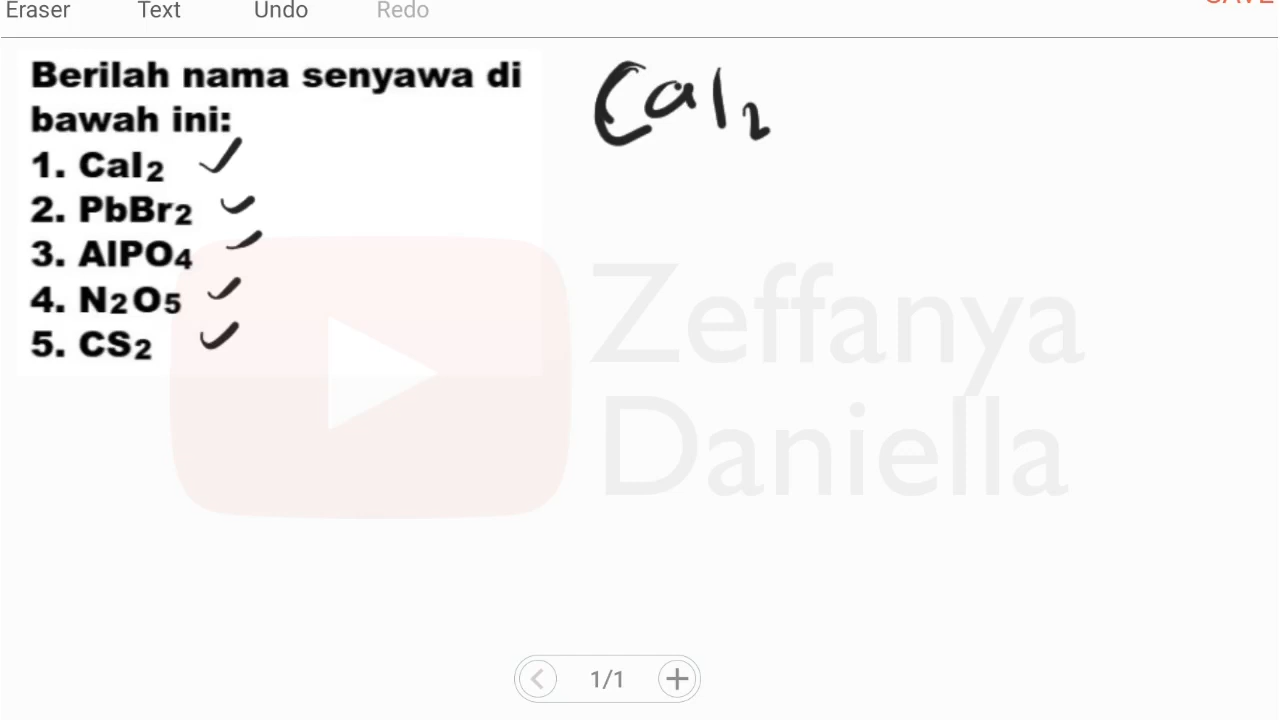 Eraser Text Undo Redo SAVE
Berilah nama senyawa di
bawah ini:
1. CaI2
2. PbBr2
3. AlPO4
4. N2O5
5. CS2
CaI2
Zeffanya
Daniella
1/1